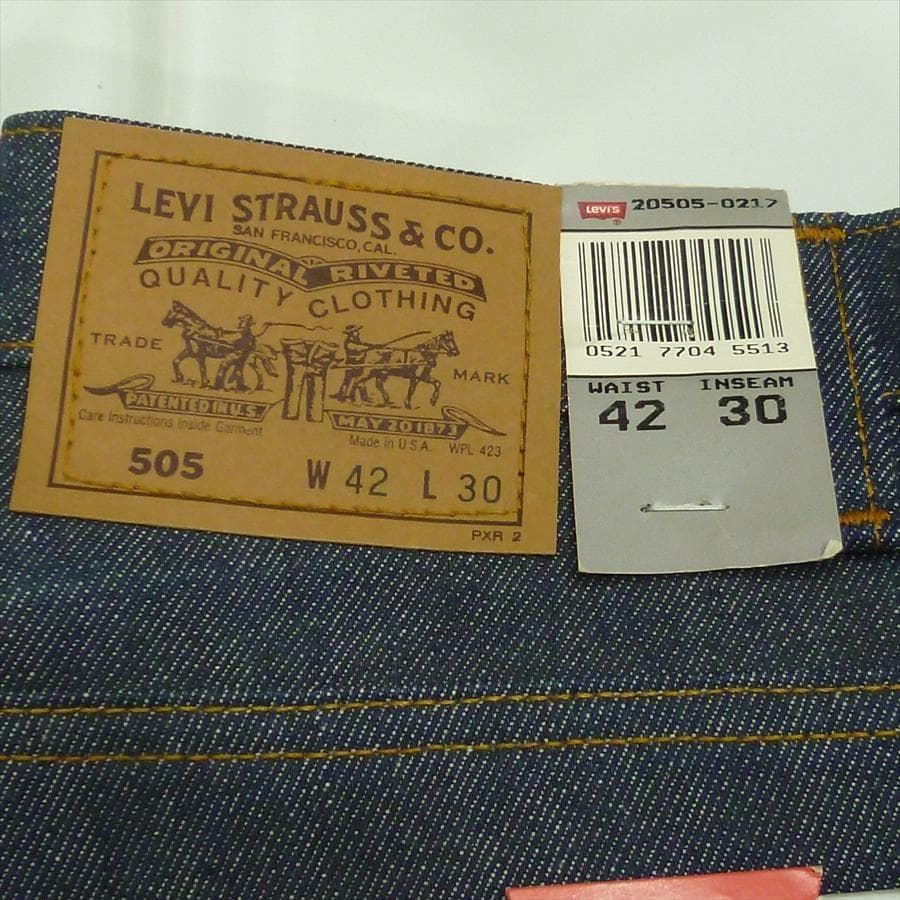 LEVI STRAUSS & CO.
SAN FRANCISCO, CAL.
ORIGINAL RIVETED
QUALITY CLOTHING
TRADE MARK
PATENTED IN U.S. MAY 20 1873
Care Instructions Inside Garment
Made in U.S.A. WPL 423
505 W 42 L 30
PXR 2
Levi's 20505-0217
®
0521 7704 5513
WAIST INSEAM
42 30